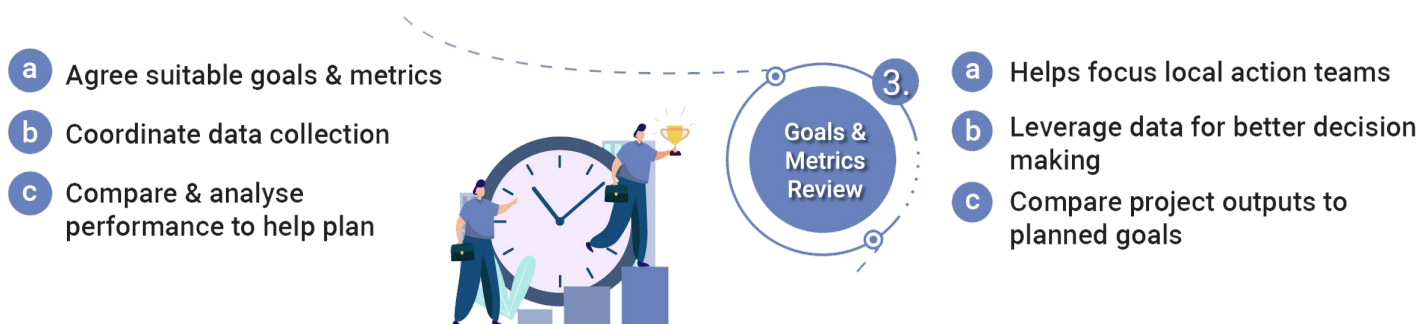 a Agree suitable goals & metrics
b Coordinate data collection
c Compare & analyse
performance to help plan
3.
Goals &
Metrics
Review
a Helps focus local action teams
b Leverage data for better decision
making
c Compare project outputs to
planned goals